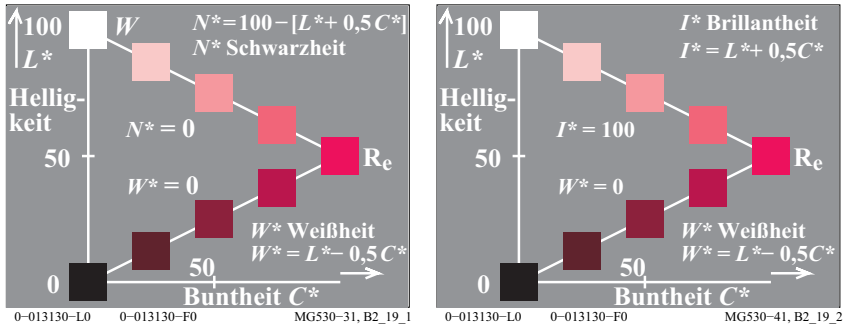 100 W N* = 100 – [L* + 0,5 C*]
L* N* Schwarzheit
Hellig-
keit
N* = 0
50
R e
W* = 0
W* Weißheit
W* = L* – 0,5 C*
0
50
Buntheit C*
0-013130-L0 0-013130-F0 MG530-31, B2_19_1
100 W I* Brillantheit
L* I* = L* + 0,5 C*
Hellig-
keit
I* = 100
50
R e
W* = 0
W* Weißheit
W* = L* – 0,5 C*
0
50
Buntheit C*
0-013130-L0 0-013130-F0 MG530-41, B2_19_2